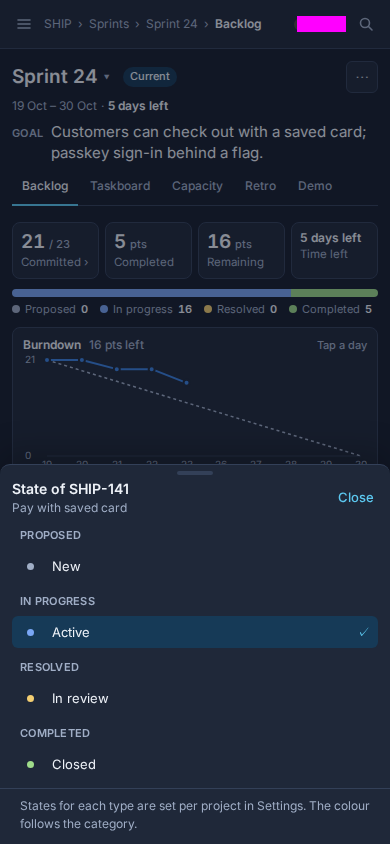 SHIP › Sprints › Sprint 24 › Backlog
Sprint 24 ▾ Current ...
19 Oct – 30 Oct · 5 days left
GOAL Customers can check out with a saved card;
passkey sign-in behind a flag.
Backlog Taskboard Capacity Retro Demo
21 / 23 5 pts 16 pts 5 days left
Committed › Completed Remaining Time left
Proposed 0 In progress 16 Resolved 0 Completed 5
Burndown 16 pts left Tap a day
21
0
State of SHIP-141
Pay with saved card
Close
PROPOSED
New
IN PROGRESS
Active ✓
RESOLVED
In review
COMPLETED
Closed
States for each type are set per project in Settings. The colour
follows the category.